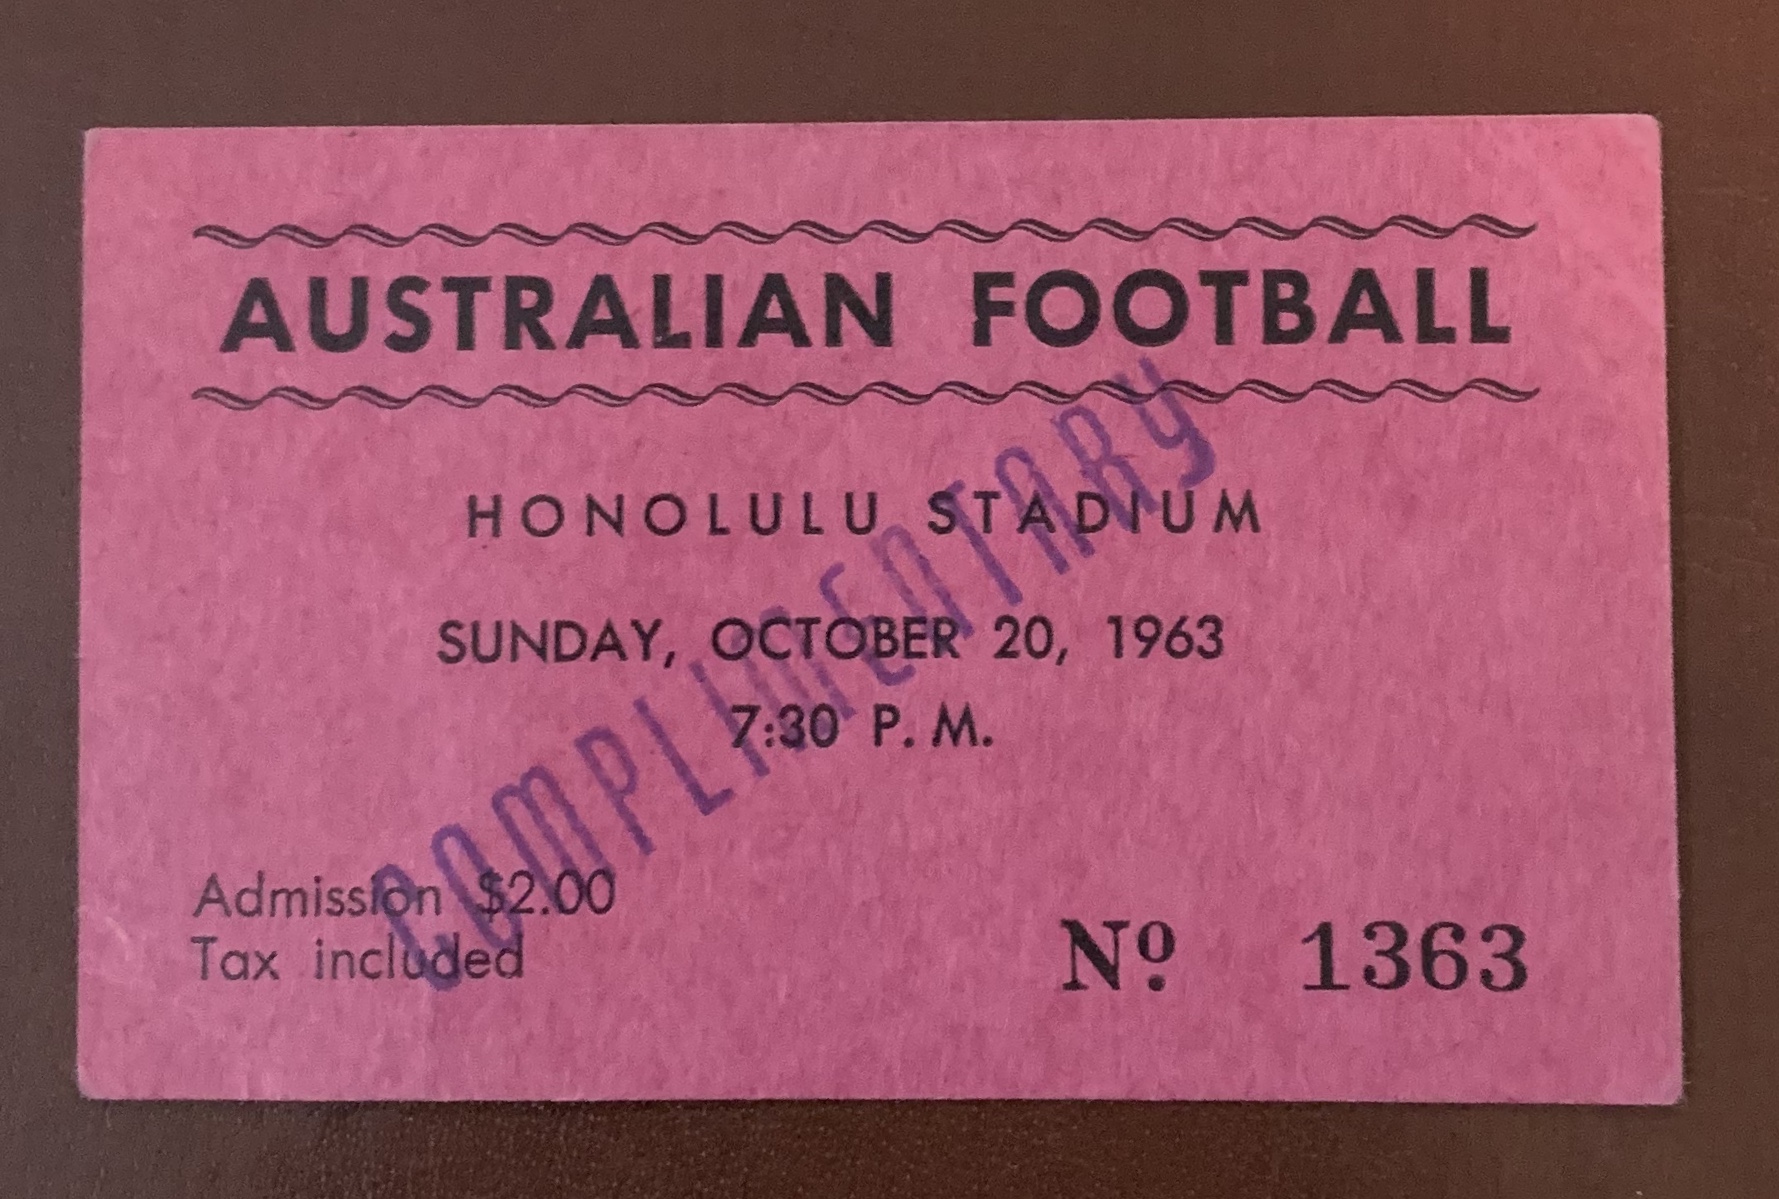 AUSTRALIAN FOOTBALL
HONOLULU STADIUM
SUNDAY, OCTOBER 20, 1963
7:30 P. M.
COMPLIMENTARY
Admission $2.00
Tax included
Nº 1363